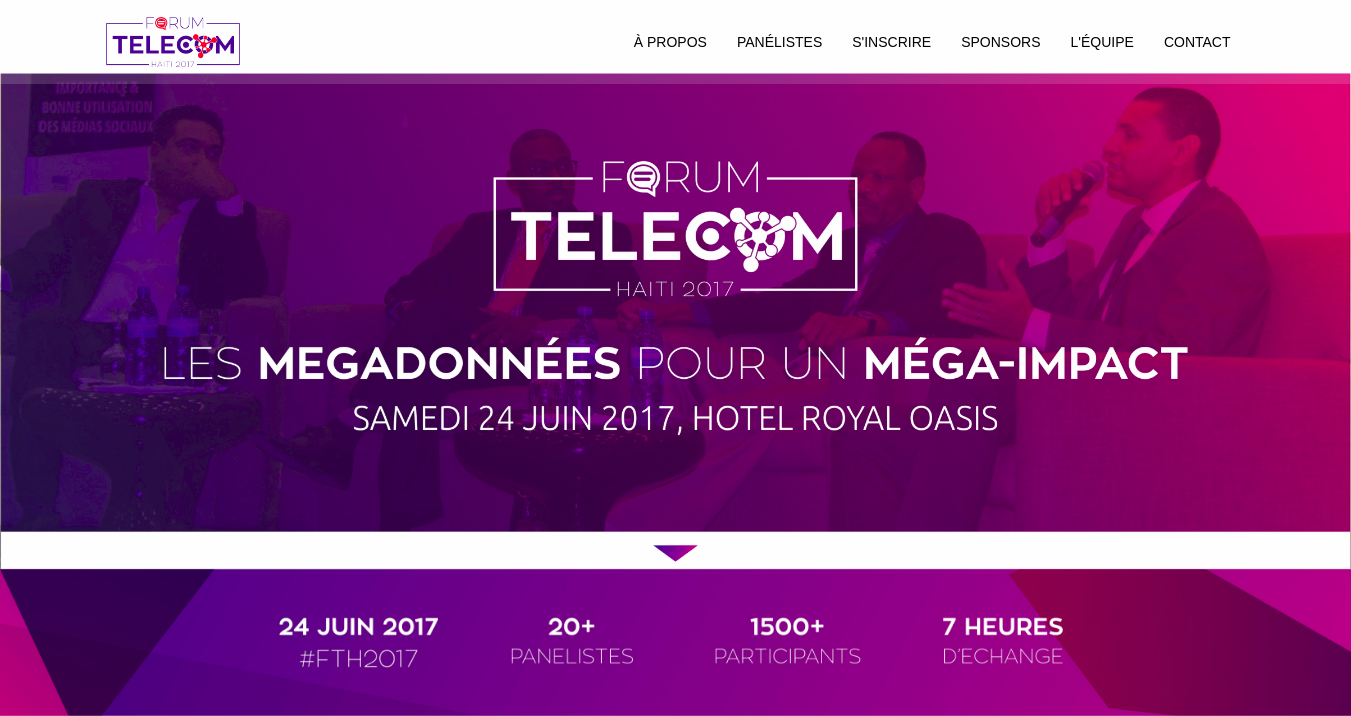 FORUM
TELECOM
HAITI 2017
À PROPOS PANÉLISTES S'INSCRIRE SPONSORS L'ÉQUIPE CONTACT
IMPORTANCE &
BONNE UTILISATION
DES MÉDIAS SOCIAUX
FORUM
TELECOM
HAITI 2017
LES MEGADONNÉES POUR UN MÉGA-IMPACT
SAMEDI 24 JUIN 2017, HOTEL ROYAL OASIS
24 JUIN 2017 20+ 1500+ 7 HEURES
#FTH2017 PANELISTES PARTICIPANTS D'ECHANGE